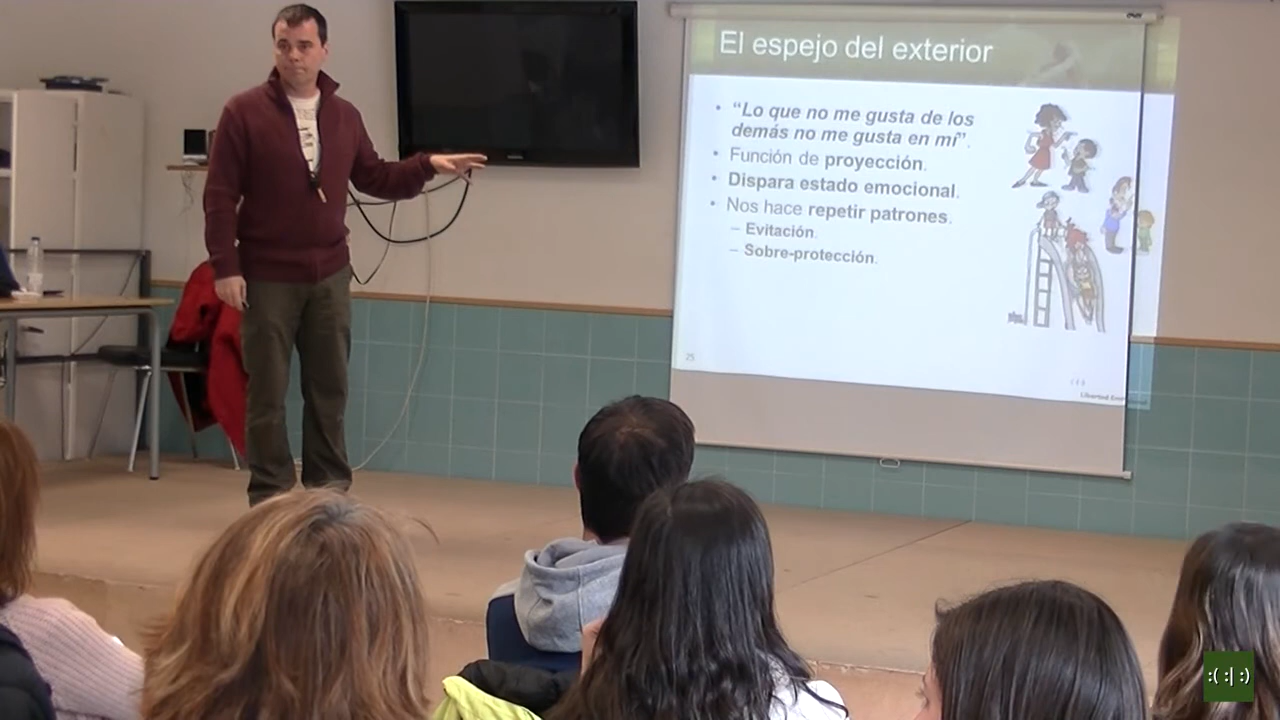 El espejo del exterior
• “Lo que no me gusta de los
demás no me gusta en mí”.
• Función de proyección.
• Dispara estado emocional.
• Nos hace repetir patrones.
– Evitación.
– Sobre-protección.
25
Libertad
:( :| :)